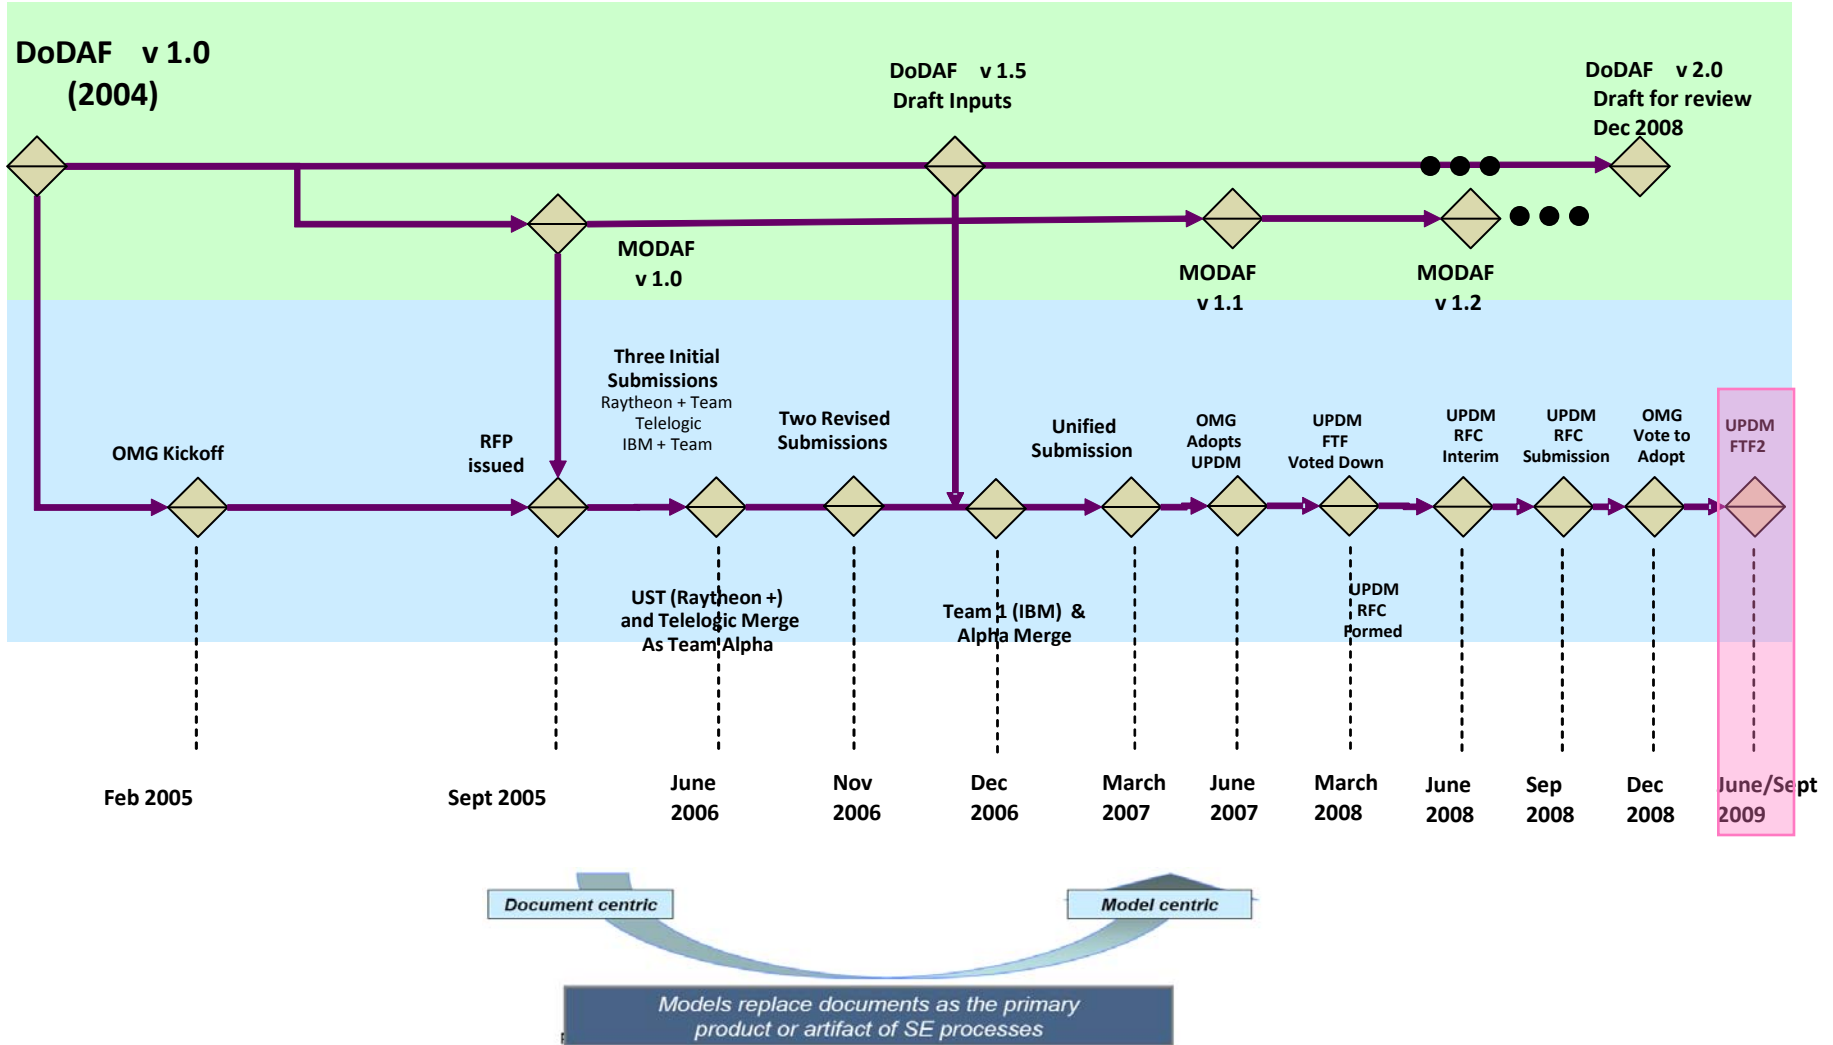 DoDAF v 1.0
(2004)
DoDAF v 1.5
Draft Inputs
DoDAF v 2.0
Draft for review
Dec 2008
MODAF
v 1.0
MODAF
v 1.1
MODAF
v 1.2
OMG Kickoff
RFP
issued
Three Initial
Submissions
Raytheon + Team
Telelogic
IBM + Team
Two Revised
Submissions
Unified
Submission
OMG
Adopts
UPDM
UPDM
FTF
Voted Down
UPDM
RFC
Interim
UPDM
RFC
Submission
OMG
Vote to
Adopt
UPDM
FTF2
UST (Raytheon +)
and Telelogic Merge
As Team Alpha
Team 1 (IBM) &
Alpha Merge
UPDM
RFC
Formed
Feb 2005
Sept 2005
June
2006
Nov
2006
Dec
2006
March
2007
June
2007
March
2008
June
2008
Sep
2008
Dec
2008
June/Sept
2009
Document centric
Model centric
Models replace documents as the primary
product or artifact of SE processes